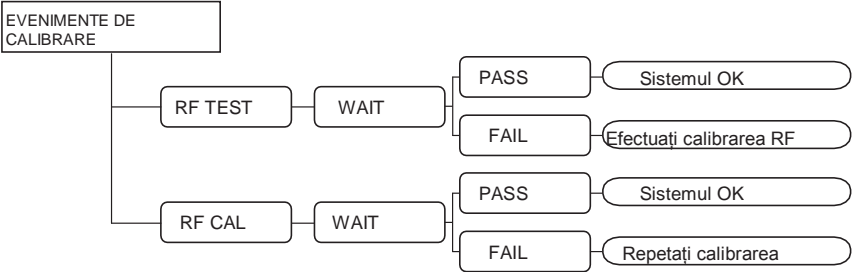 EVENIMENTE DE
CALIBRARE
PASS
Sistemul OK
RF TEST
WAIT
FAIL
Efectuați calibrarea RF
PASS
Sistemul OK
RF CAL
WAIT
FAIL
Repetați calibrarea